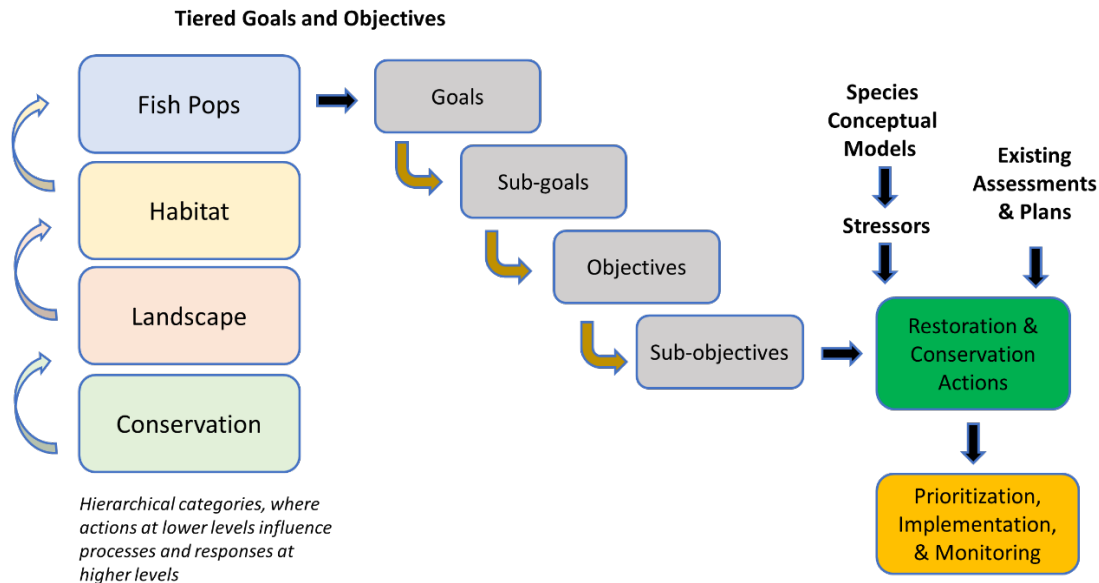 Tiered Goals and Objectives
Fish Pops
Habitat
Landscape
Conservation
Hierarchical categories, where
actions at lower levels influence
processes and responses at
higher levels
Goals
Sub-goals
Objectives
Sub-objectives
Species
Conceptual
Models
Stressors
Existing
Assessments
& Plans
Restoration &
Conservation
Actions
Prioritization,
Implementation,
& Monitoring